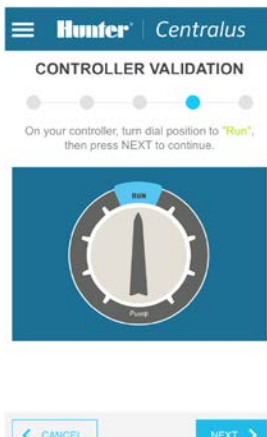 Hunter® | Centralus
CONTROLLER VALIDATION
On your controller, turn dial position to "Run",
then press NEXT to continue.
RUN
Pump
CANCEL
NEXT